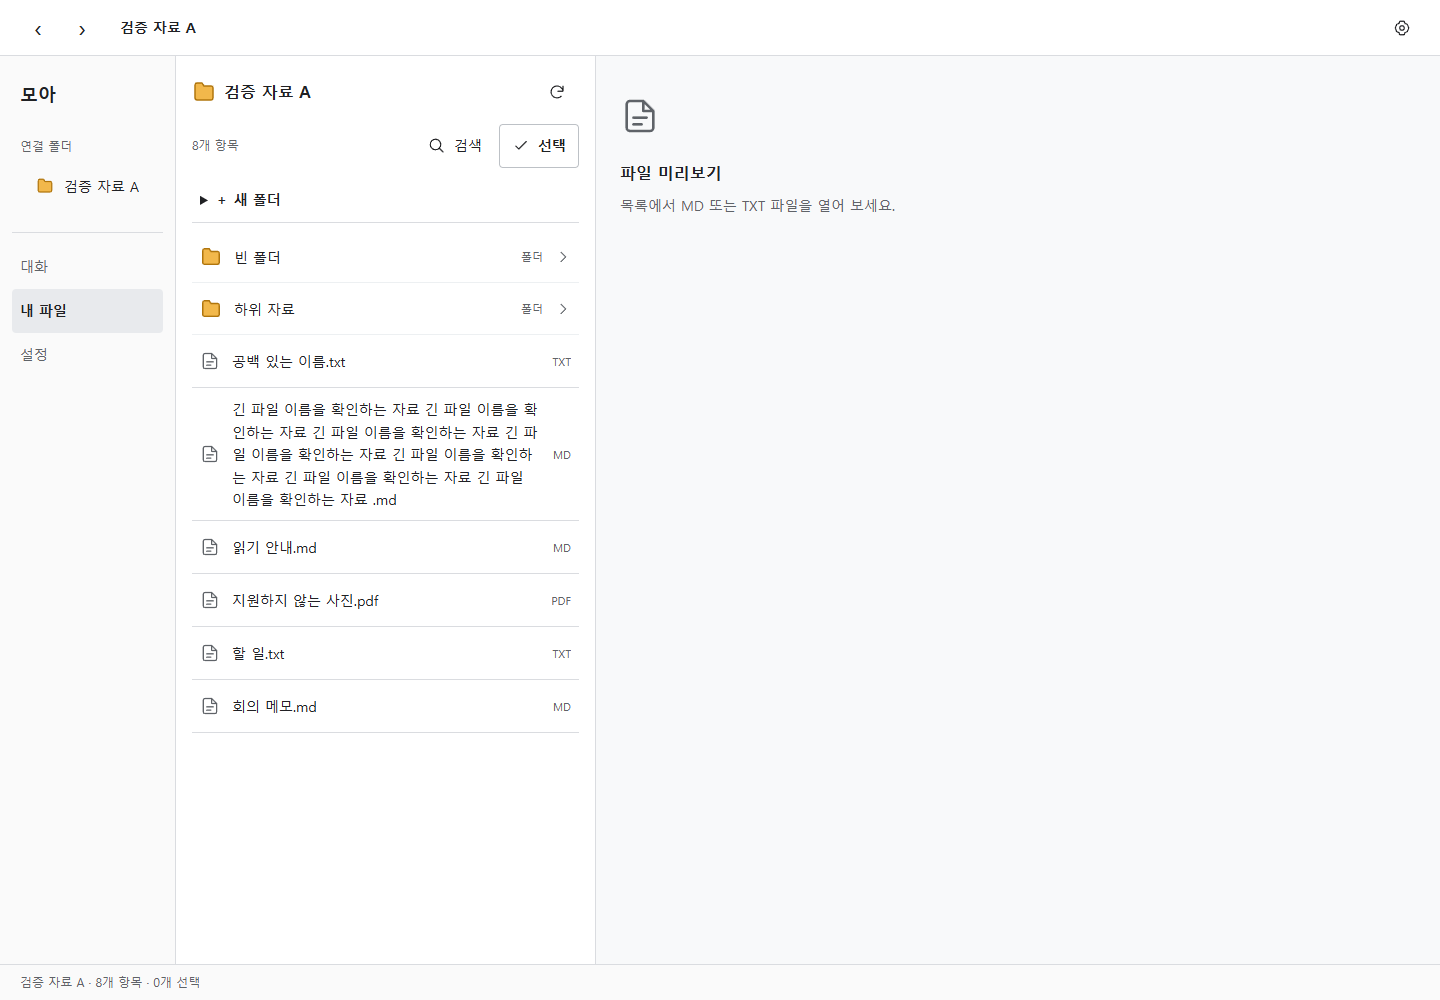 검증 자료 A
모아
연결 폴더
검증 자료 A
대화
내 파일
설정
검증 자료 A
8개 항목
검색
선택
+ 새 폴더
빈 폴더 폴더
하위 자료 폴더
공백 있는 이름.txt TXT
긴 파일 이름을 확인하는 자료 긴 파일 이름을 확
인하는 자료 긴 파일 이름을 확인하는 자료 긴 파
일 이름을 확인하는 자료 긴 파일 이름을 확인하
는 자료 긴 파일 이름을 확인하는 자료 긴 파일
이름을 확인하는 자료 .md
MD
읽기 안내.md MD
지원하지 않는 사진.pdf PDF
할 일.txt TXT
회의 메모.md MD
파일 미리보기
목록에서 MD 또는 TXT 파일을 열어 보세요.
검증 자료 A · 8개 항목 · 0개 선택